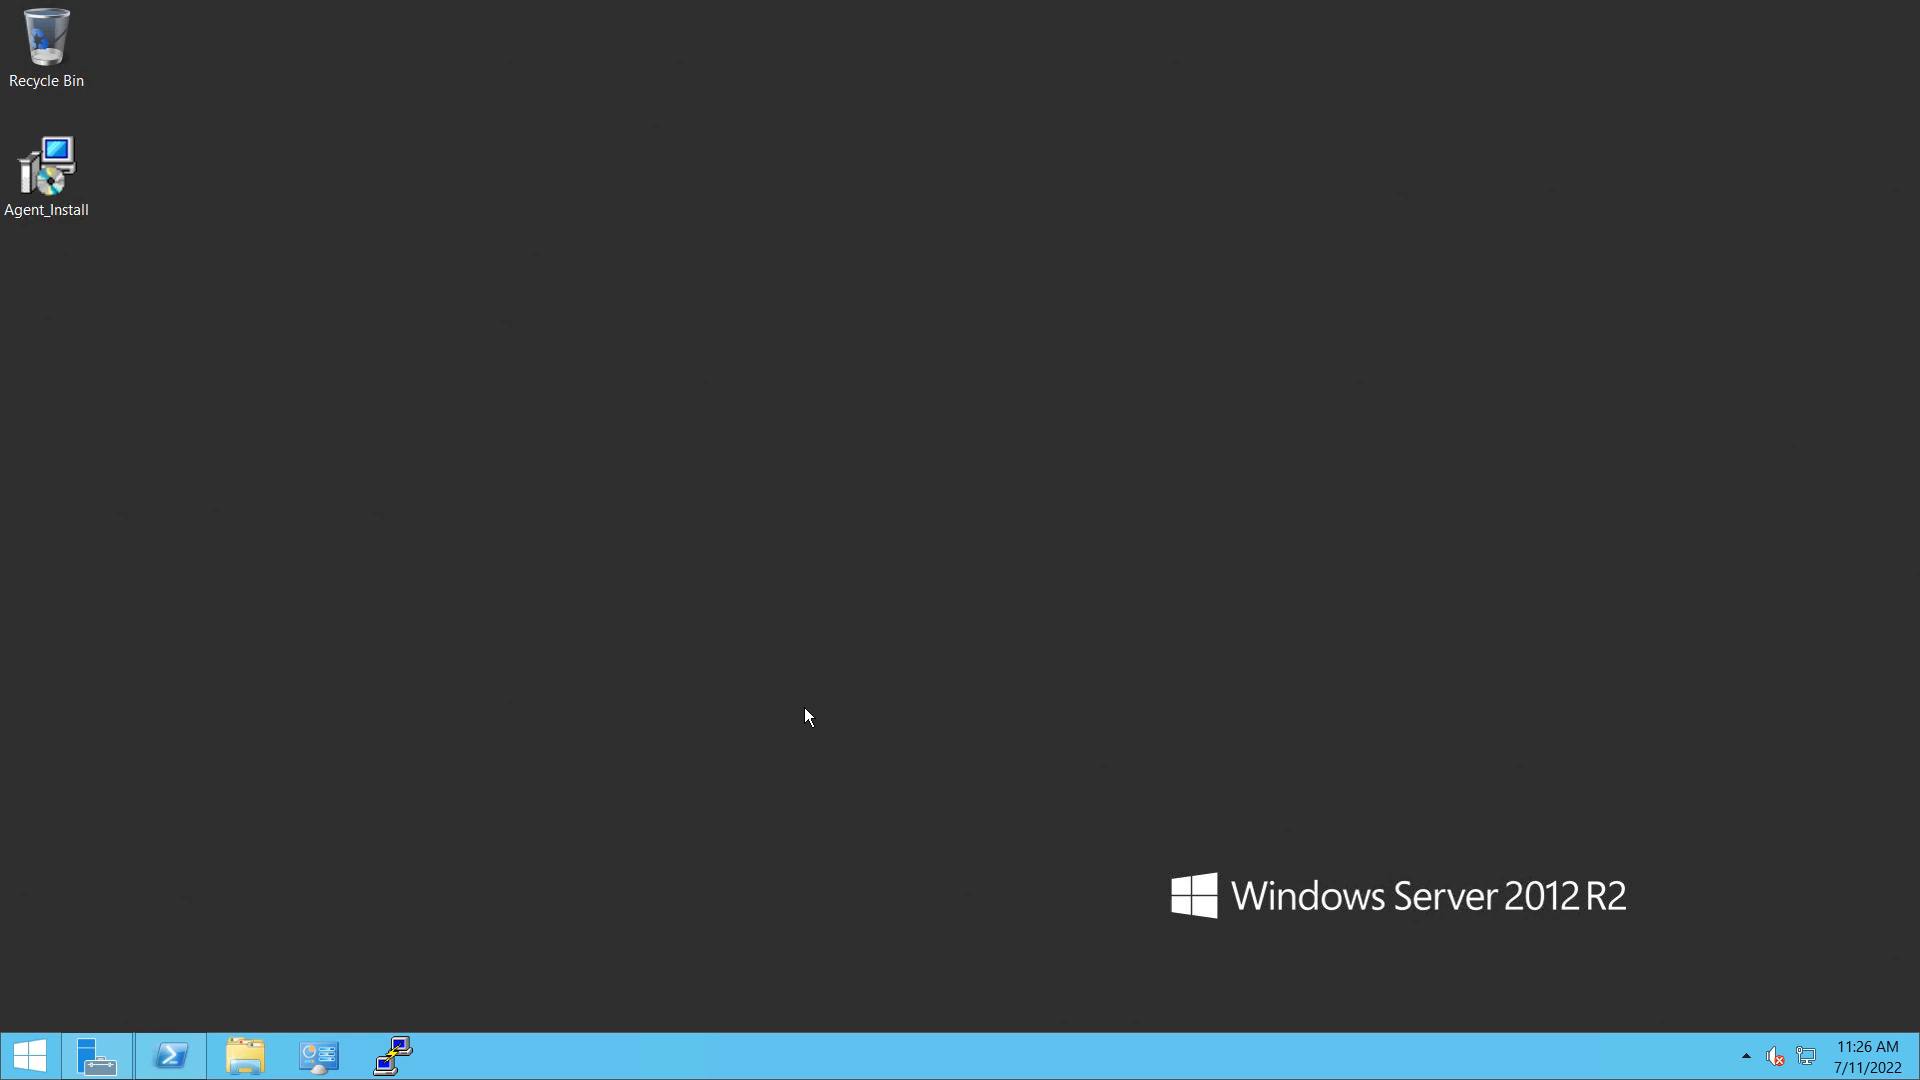 Recycle Bin
Agent_Install
Windows Server 2012 R2
11:26 AM
7/11/2022